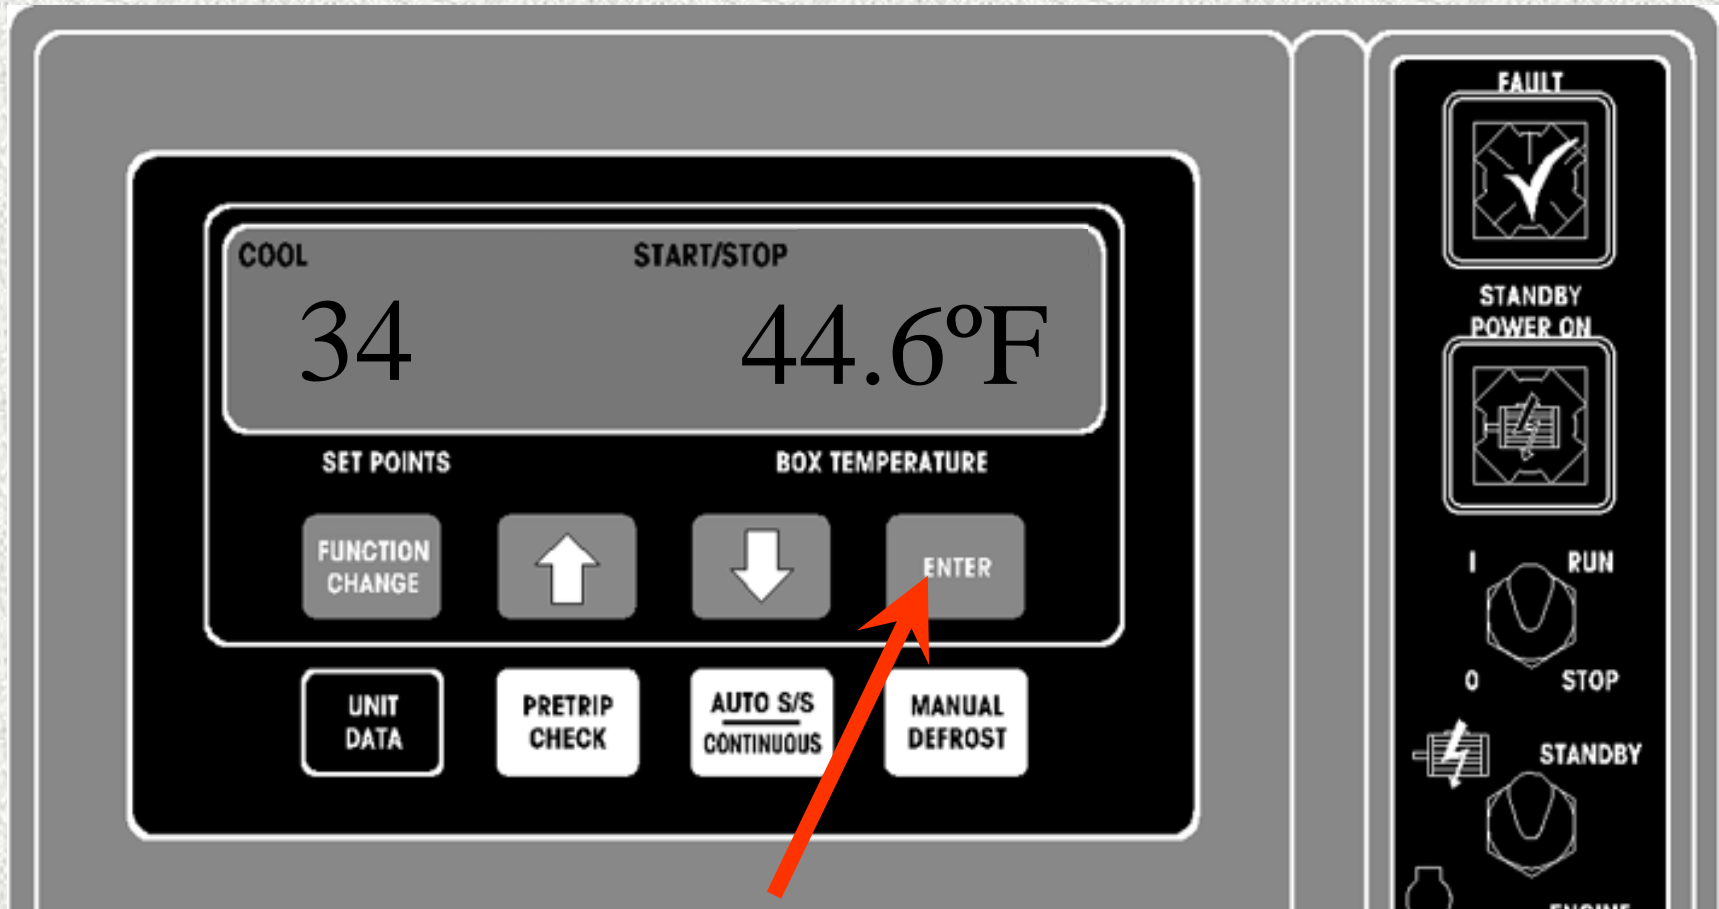 COOL START/STOP
34 44.6ºF
SET POINTS BOX TEMPERATURE
FUNCTION
CHANGE
ENTER
UNIT
DATA
PRETRIP
CHECK
AUTO S/S
CONTINUOUS
MANUAL
DEFROST
FAULT
STANDBY
POWER ON
I RUN
0 STOP
STANDBY
ENGINE